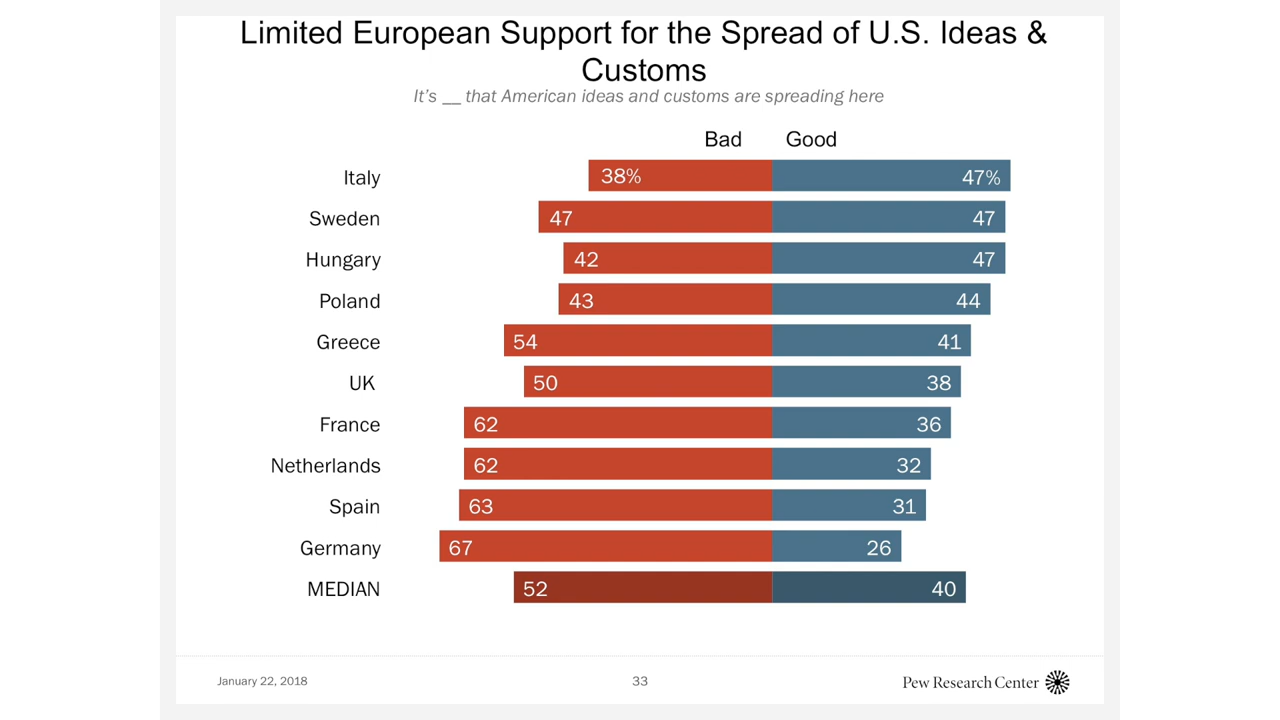 Limited European Support for the Spread of U.S. Ideas &
Customs
It's __ that American ideas and customs are spreading here
Bad Good
Italy 38% 47%
Sweden 47 47
Hungary 42 47
Poland 43 44
Greece 54 41
UK 50 38
France 62 36
Netherlands 62 32
Spain 63 31
Germany 67 26
MEDIAN 52 40
January 22, 2018 33 Pew Research Center